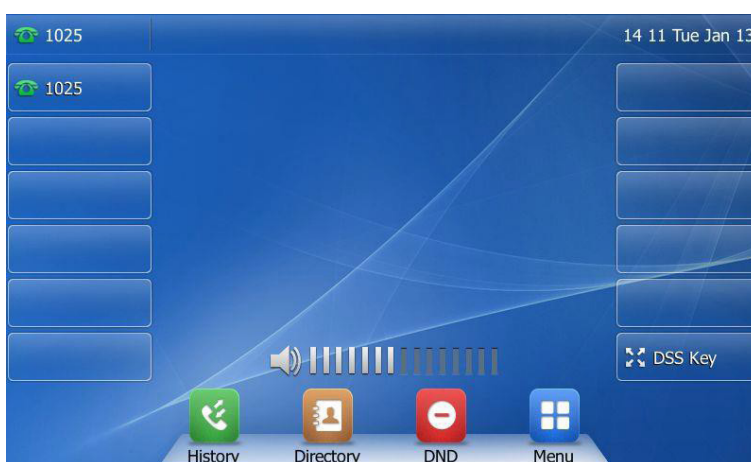 1025
14 11 Tue Jan 13
1025
DSS Key
History
Directory
DND
Menu